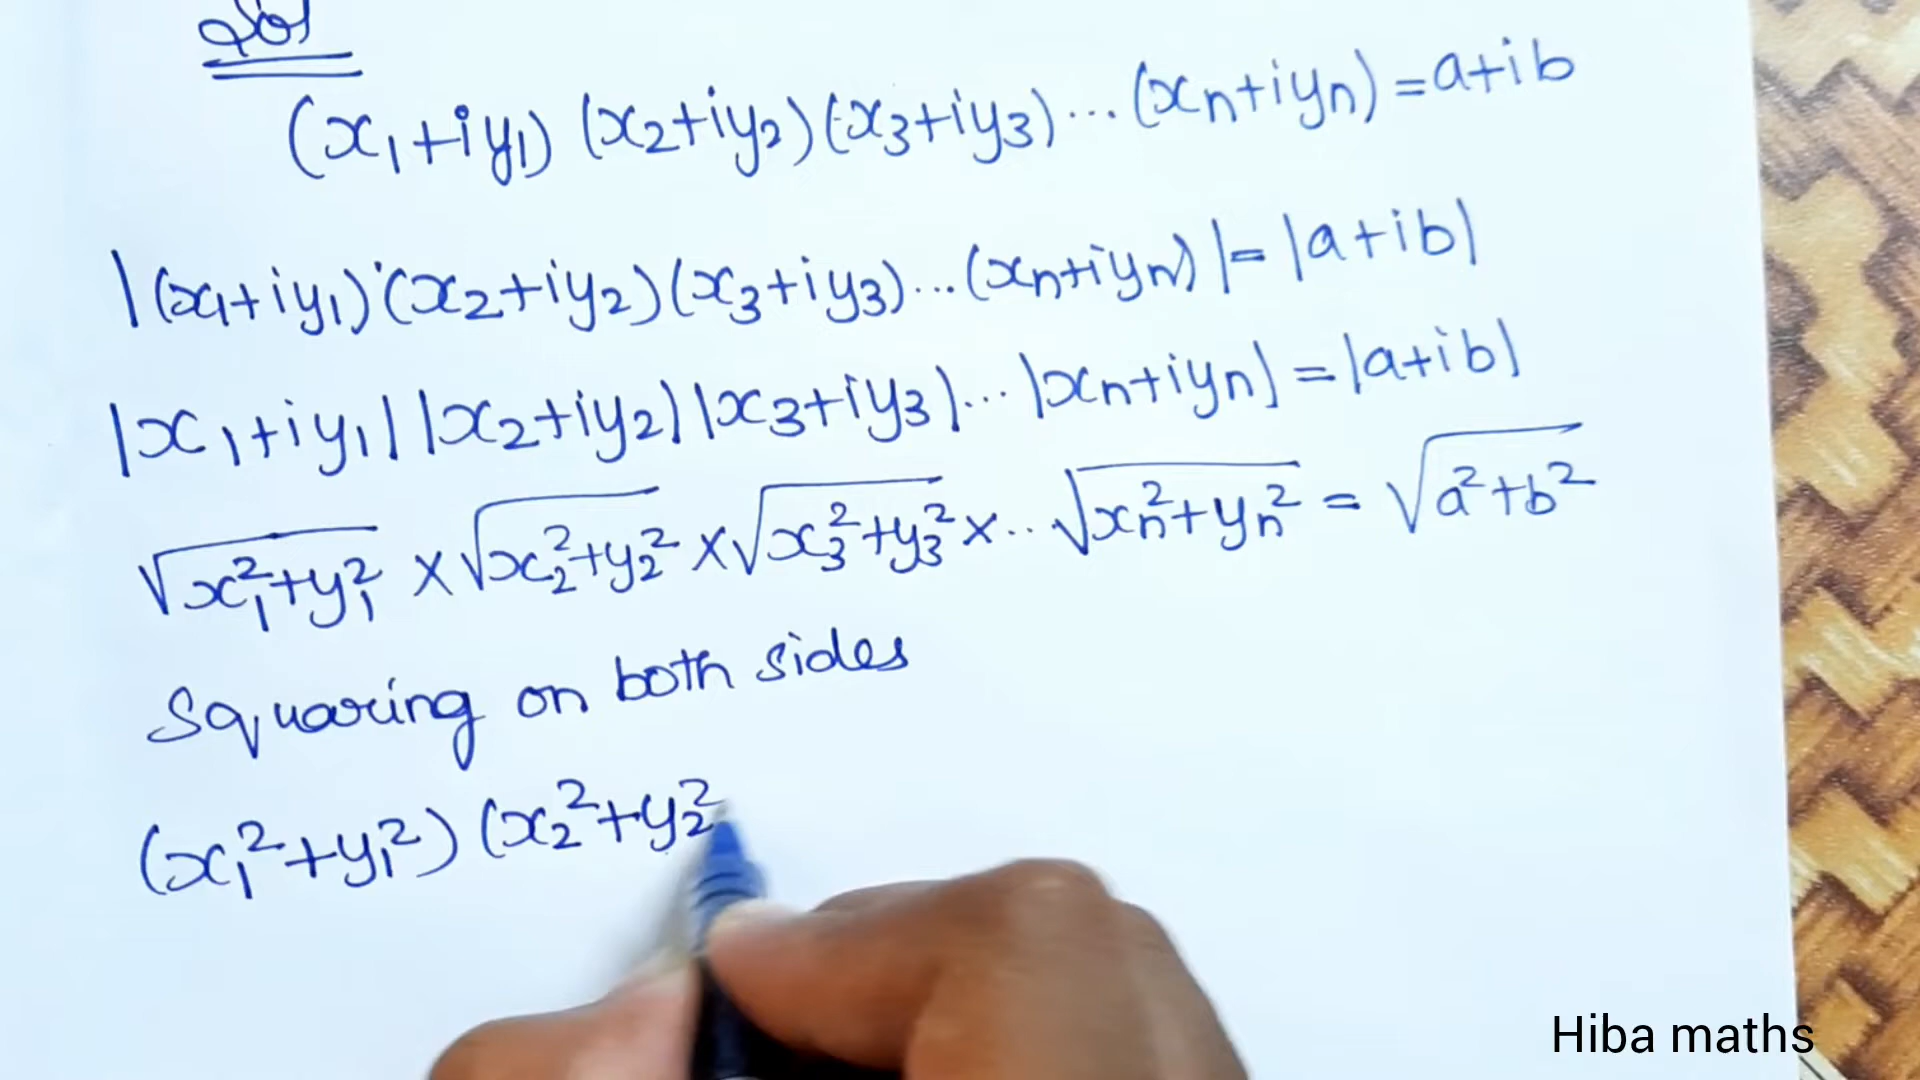 Sol
(x₁+iy₁) (x₂+iy₂)(x₃+iy₃)...(xₙ+iyₙ)=a+ib
|(x₁+iy₁)(x₂+iy₂)(x₃+iy₃)...(xₙ+iyₙ)|=|a+ib|
|x₁+iy₁||x₂+iy₂||x₃+iy₃|...|xₙ+iyₙ|=|a+ib|
√(x₁²+y₁²) × √(x₂²+y₂²) × √(x₃²+y₃²) ×.. √(xₙ²+yₙ²) = √(a²+b²)
Squaring on both sides
(x₁²+y₁²) (x₂²+y₂²
Hiba maths